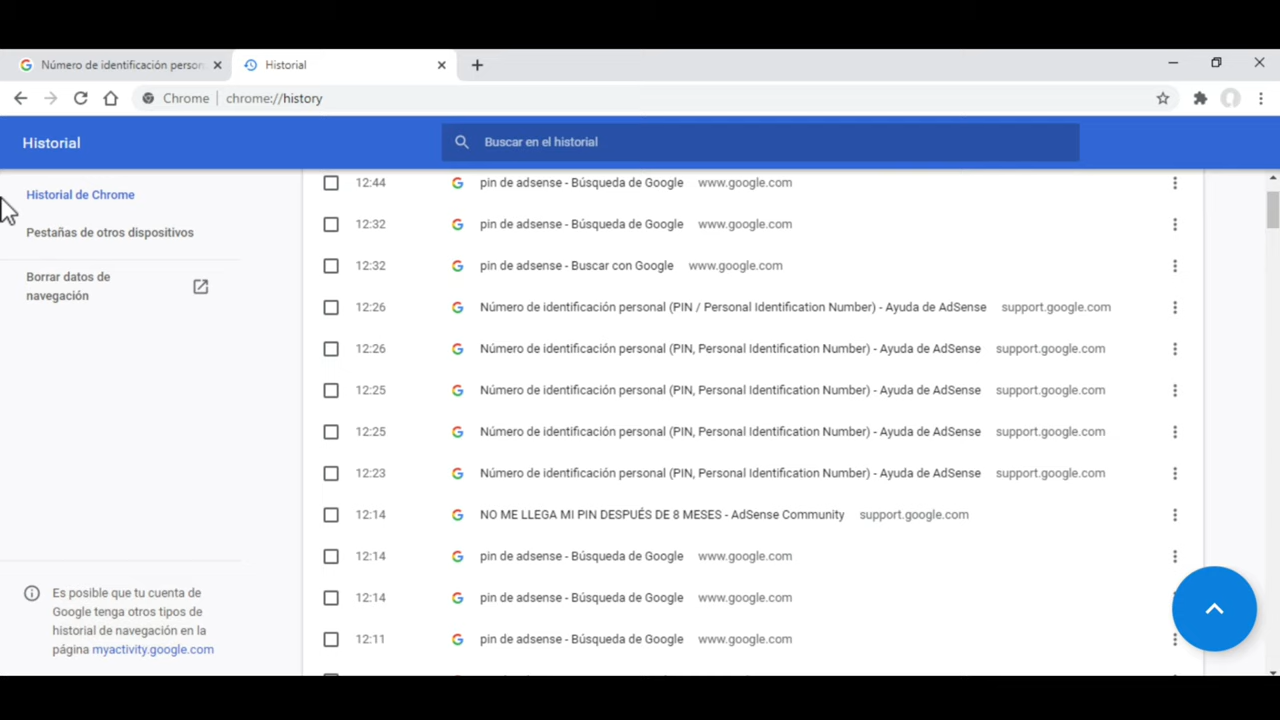 Número de identificación person
Historial
Chrome | chrome://history
Historial
Buscar en el historial
Historial de Chrome
Pestañas de otros dispositivos
Borrar datos de
navegación
Es posible que tu cuenta de
Google tenga otros tipos de
historial de navegación en la
página myactivity.google.com
12:44 pin de adsense - Búsqueda de Google www.google.com
12:32 pin de adsense - Búsqueda de Google www.google.com
12:32 pin de adsense - Buscar con Google www.google.com
12:26 Número de identificación personal (PIN / Personal Identification Number) - Ayuda de AdSense support.google.com
12:26 Número de identificación personal (PIN, Personal Identification Number) - Ayuda de AdSense support.google.com
12:25 Número de identificación personal (PIN, Personal Identification Number) - Ayuda de AdSense support.google.com
12:25 Número de identificación personal (PIN, Personal Identification Number) - Ayuda de AdSense support.google.com
12:23 Número de identificación personal (PIN, Personal Identification Number) - Ayuda de AdSense support.google.com
12:14 NO ME LLEGA MI PIN DESPUÉS DE 8 MESES - AdSense Community support.google.com
12:14 pin de adsense - Búsqueda de Google www.google.com
12:14 pin de adsense - Búsqueda de Google www.google.com
12:11 pin de adsense - Búsqueda de Google www.google.com